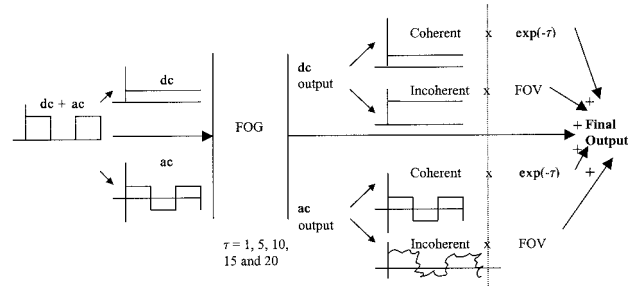 dc + ac
dc
ac
FOG
τ = 1, 5, 10,
15 and 20
dc
output
ac
output
Coherent x exp(-τ)
Incoherent x FOV
Coherent x exp(-τ)
Incoherent x FOV
+
+ Final
Output
+
+